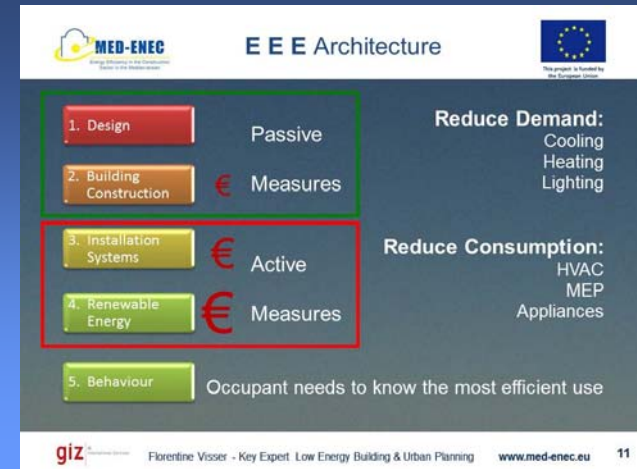 MED-ENEC
Energy Efficiency in the Construction
Sector in the Mediterranean
E E E Architecture
This project is funded by
the European Union
1. Design
Passive
Reduce Demand:
Cooling
Heating
Lighting
2. Building
Construction
€
Measures
3. Installation
Systems
€
Active
Reduce Consumption:
HVAC
MEP
Appliances
4. Renewable
Energy
€
Measures
5. Behaviour
Occupant needs to know the most efficient use
giz
Florentine Visser - Key Expert Low Energy Building & Urban Planning
www.med-enec.eu
11